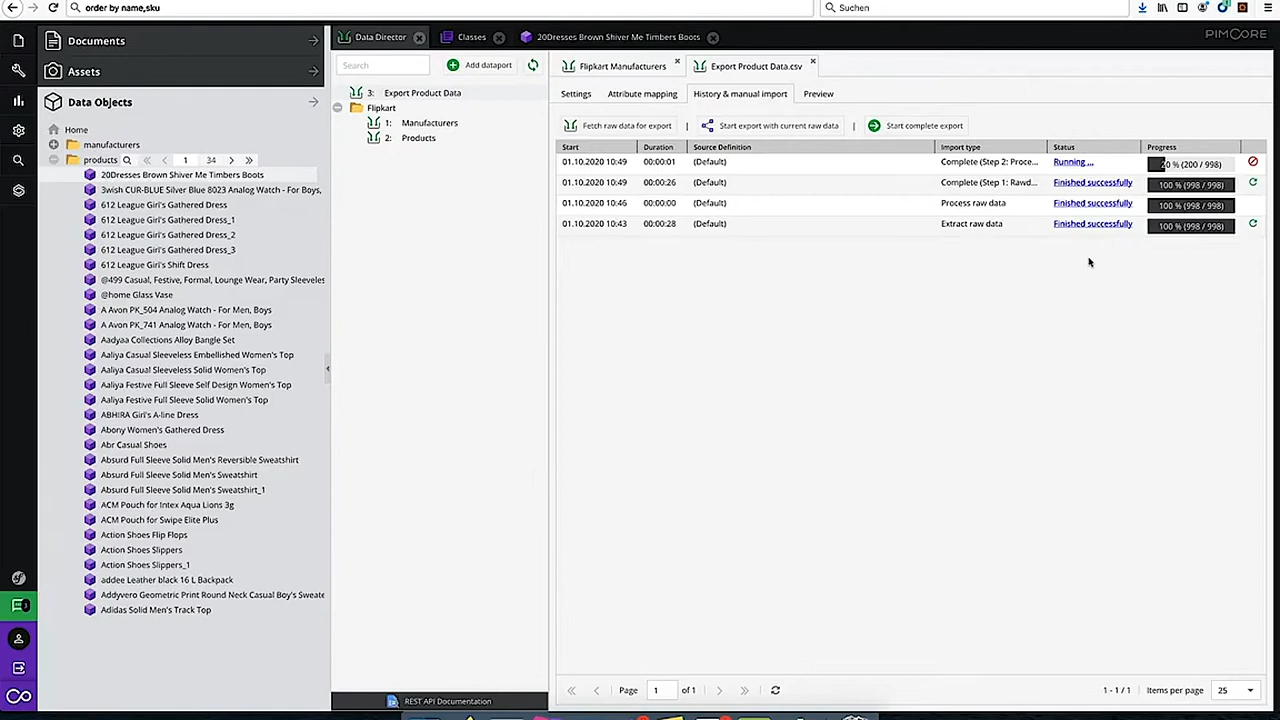 order by name,sku
Suchen
Documents
Assets
Data Objects
Home
manufacturers
products
1
34
20Dresses Brown Shiver Me Timbers Boots
3wish CUR-BLUE Silver Blue 8023 Analog Watch - For Boys,
612 League Girl's Gathered Dress
612 League Girl's Gathered Dress_1
612 League Girl's Gathered Dress_2
612 League Girl's Gathered Dress_3
612 League Girl's Shift Dress
@499 Casual, Festive, Formal, Lounge Wear, Party Sleeveles
@home Glass Vase
A Avon PK_504 Analog Watch - For Men, Boys
A Avon PK_741 Analog Watch - For Men, Boys
Aadyaa Collections Alloy Bangle Set
Aaliya Casual Sleeveless Embellished Women's Top
Aaliya Casual Sleeveless Solid Women's Top
Aaliya Festive Full Sleeve Self Design Women's Top
Aaliya Festive Full Sleeve Solid Women's Top
ABHIRA Girl's A-line Dress
Abony Women's Gathered Dress
Abr Casual Shoes
Absurd Full Sleeve Solid Men's Reversible Sweatshirt
Absurd Full Sleeve Solid Men's Sweatshirt
Absurd Full Sleeve Solid Men's Sweatshirt_1
ACM Pouch for Intex Aqua Lions 3g
ACM Pouch for Swipe Elite Plus
Action Shoes Flip Flops
Action Shoes Slippers
Action Shoes Slippers_1
addee Leather black 16 L Backpack
Addyvero Geometric Print Round Neck Casual Boy's Sweate
Adidas Solid Men's Track Top
Data Director
Classes
20Dresses Brown Shiver Me Timbers Boots
PIMCORE
Search
Add dataport
3: Export Product Data
Flipkart
1: Manufacturers
2: Products
REST API Documentation
Flipkart Manufacturers
Export Product Data.csv
Settings
Attribute mapping
History & manual import
Preview
Fetch raw data for export
Start export with current raw data
Start complete export
Start Duration Source Definition Import type Status Progress
01.10.2020 10:49 00:00:01 (Default) Complete (Step 2: Proce... Running ... 20 % (200 / 998)
01.10.2020 10:49 00:00:26 (Default) Complete (Step 1: Rawd... Finished successfully 100 % (998 / 998)
01.10.2020 10:46 00:00:00 (Default) Process raw data Finished successfully 100 % (998 / 998)
01.10.2020 10:43 00:00:28 (Default) Extract raw data Finished successfully 100 % (998 / 998)
Page 1 of 1
1 - 1 / 1 Items per page 25